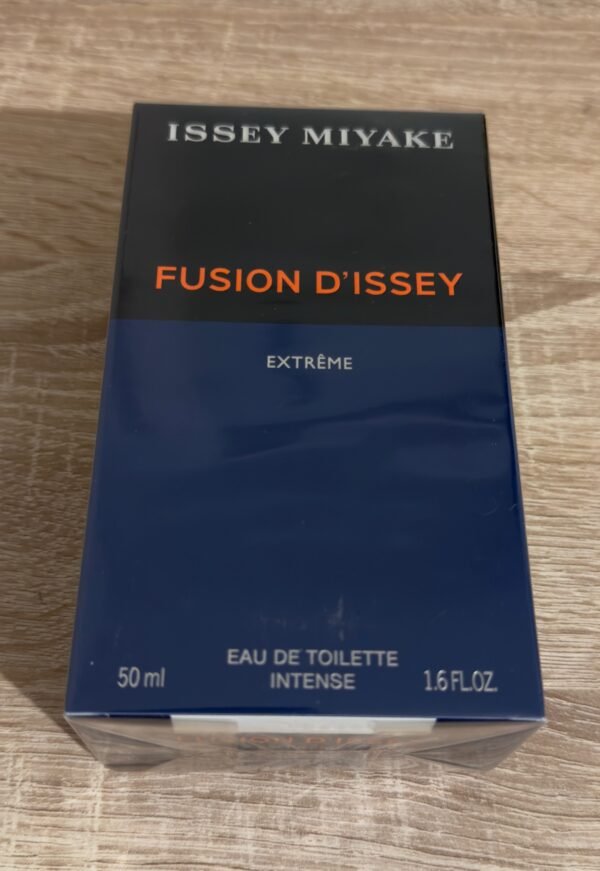 ISSEY MIYAKE
FUSION D'ISSEY
EXTRÊME
EAU DE TOILETTE
50 ml INTENSE 1.6 FL.OZ.